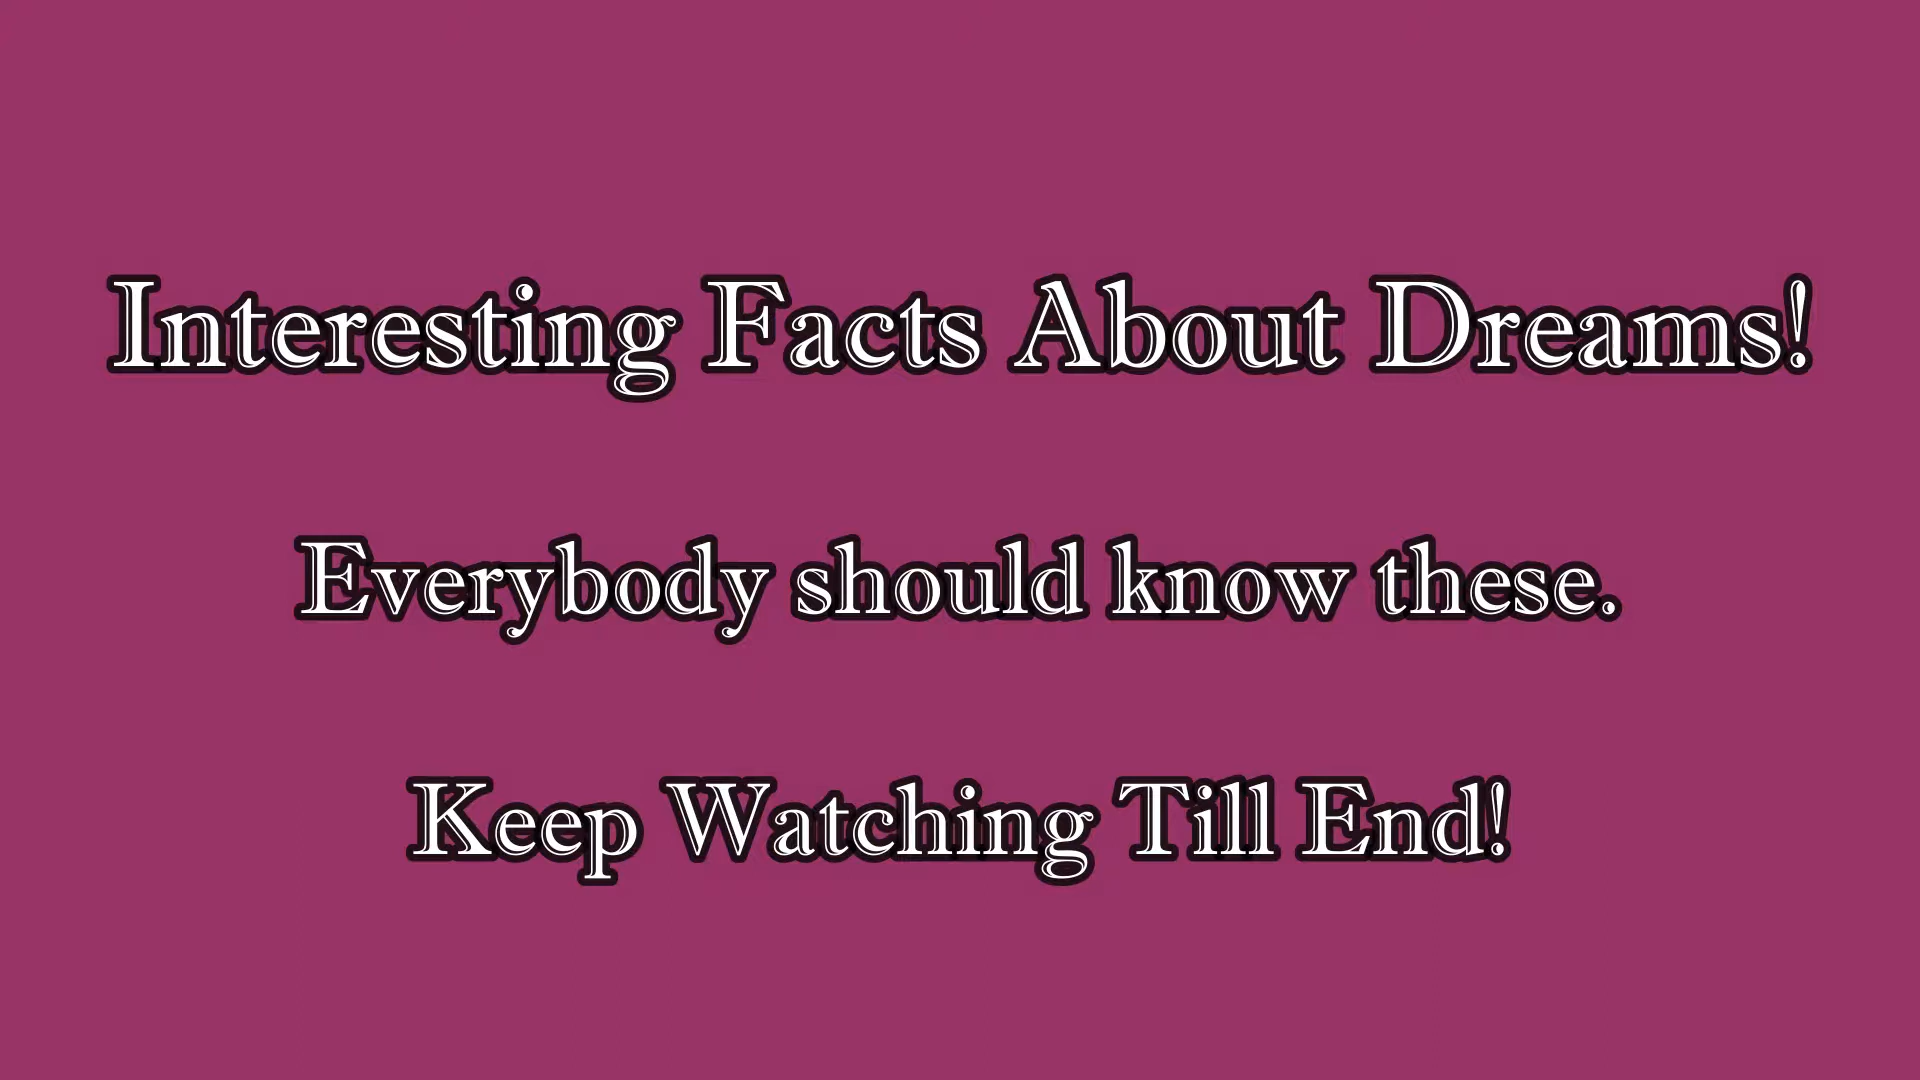 Interesting Facts About Dreams!
Everybody should know these.
Keep Watching Till End!